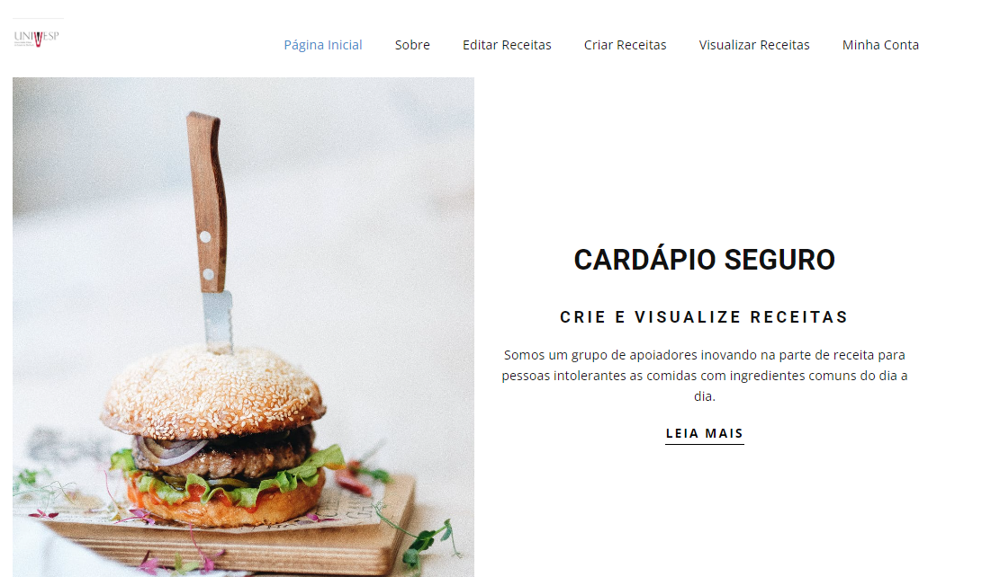 UNIVESP
Página Inicial Sobre Editar Receitas Criar Receitas Visualizar Receitas Minha Conta
CARDÁPIO SEGURO
CRIE E VISUALIZE RECEITAS
Somos um grupo de apoiadores inovando na parte de receita para
pessoas intolerantes as comidas com ingredientes comuns do dia a
dia.
LEIA MAIS